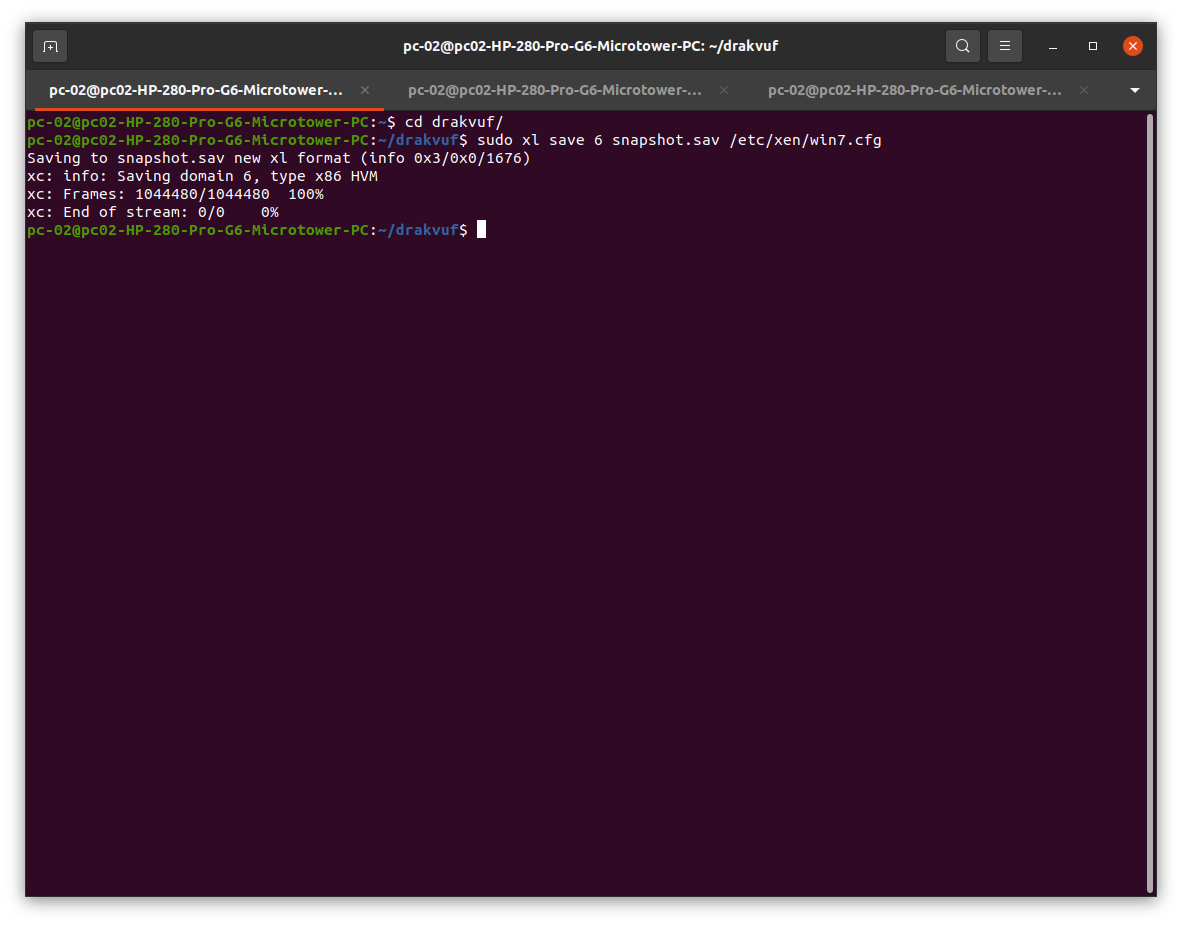 pc-02@pc02-HP-280-Pro-G6-Microtower-PC: ~/drakvuf
pc-02@pc02-HP-280-Pro-G6-Microtower-... pc-02@pc02-HP-280-Pro-G6-Microtower-... pc-02@pc02-HP-280-Pro-G6-Microtower-...
pc-02@pc02-HP-280-Pro-G6-Microtower-PC:~$ cd drakvuf/
pc-02@pc02-HP-280-Pro-G6-Microtower-PC:~/drakvuf$ sudo xl save 6 snapshot.sav /etc/xen/win7.cfg
Saving to snapshot.sav new xl format (info 0x3/0x0/1676)
xc: info: Saving domain 6, type x86 HVM
xc: Frames: 1044480/1044480  100%
xc: End of stream: 0/0    0%
pc-02@pc02-HP-280-Pro-G6-Microtower-PC:~/drakvuf$